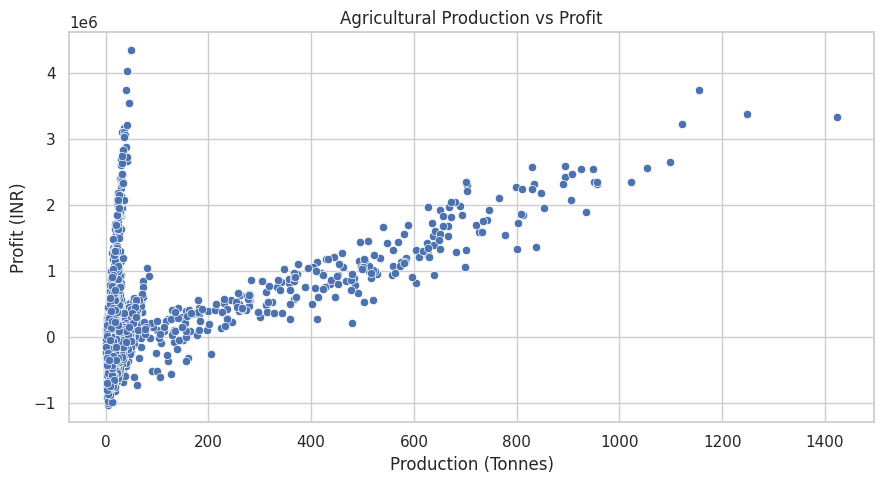 Agricultural Production vs Profit
1e6
4
3
2
1
0
−1
Profit (INR)
0 200 400 600 800 1000 1200 1400
Production (Tonnes)